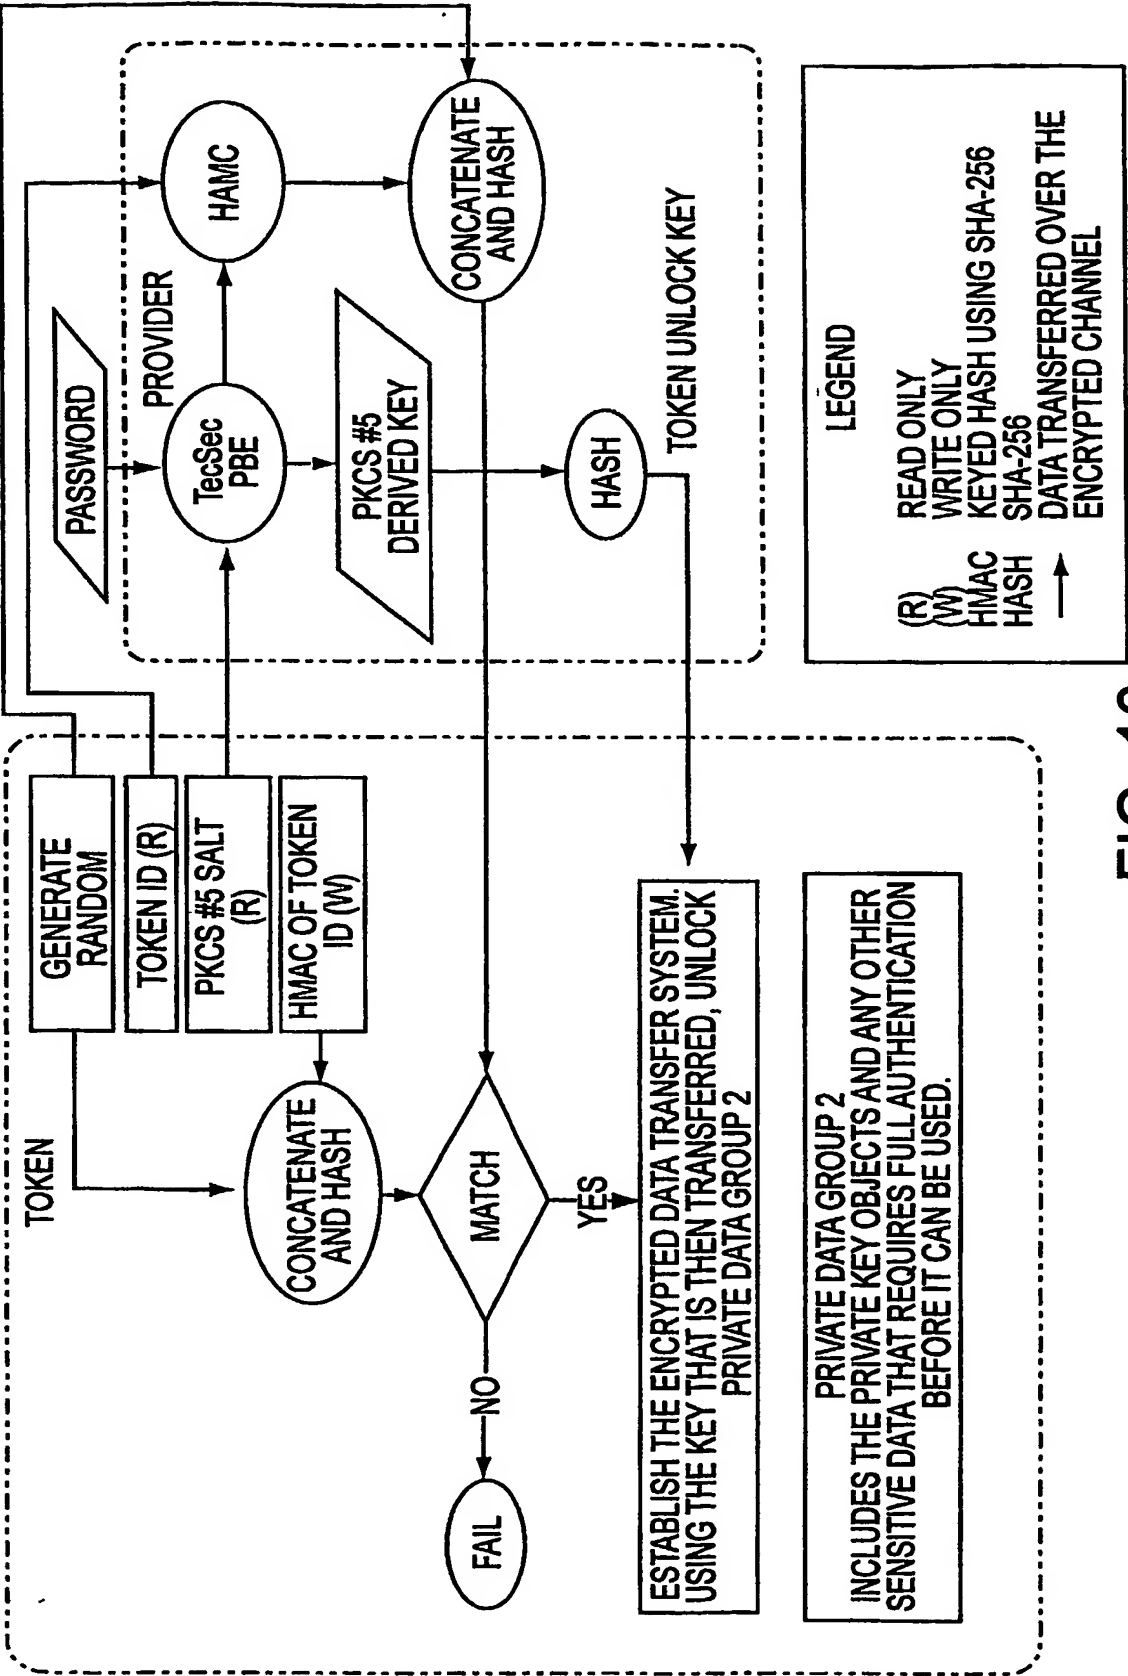 TOKEN
GENERATE
RANDOM
TOKEN ID (R)
PKCS #5 SALT
(R)
HMAC OF TOKEN
ID (W)
CONCATENATE
AND HASH
MATCH
NO
FAIL
YES
ESTABLISH THE ENCRYPTED DATA TRANSFER SYSTEM.
USING THE KEY THAT IS THEN TRANSFERRED, UNLOCK
PRIVATE DATA GROUP 2
PRIVATE DATA GROUP 2
INCLUDES THE PRIVATE KEY OBJECTS AND ANY OTHER
SENSITIVE DATA THAT REQUIRES FULL AUTHENTICATION
BEFORE IT CAN BE USED.
PASSWORD
PROVIDER
TecSec
PBE
HAMC
PKCS #5
DERIVED KEY
CONCATENATE
AND HASH
HASH
TOKEN UNLOCK KEY
LEGEND
(R) READ ONLY
(W) WRITE ONLY
HMAC KEYED HASH USING SHA-256
HASH SHA-256
DATA TRANSFERRED OVER THE
ENCRYPTED CHANNEL